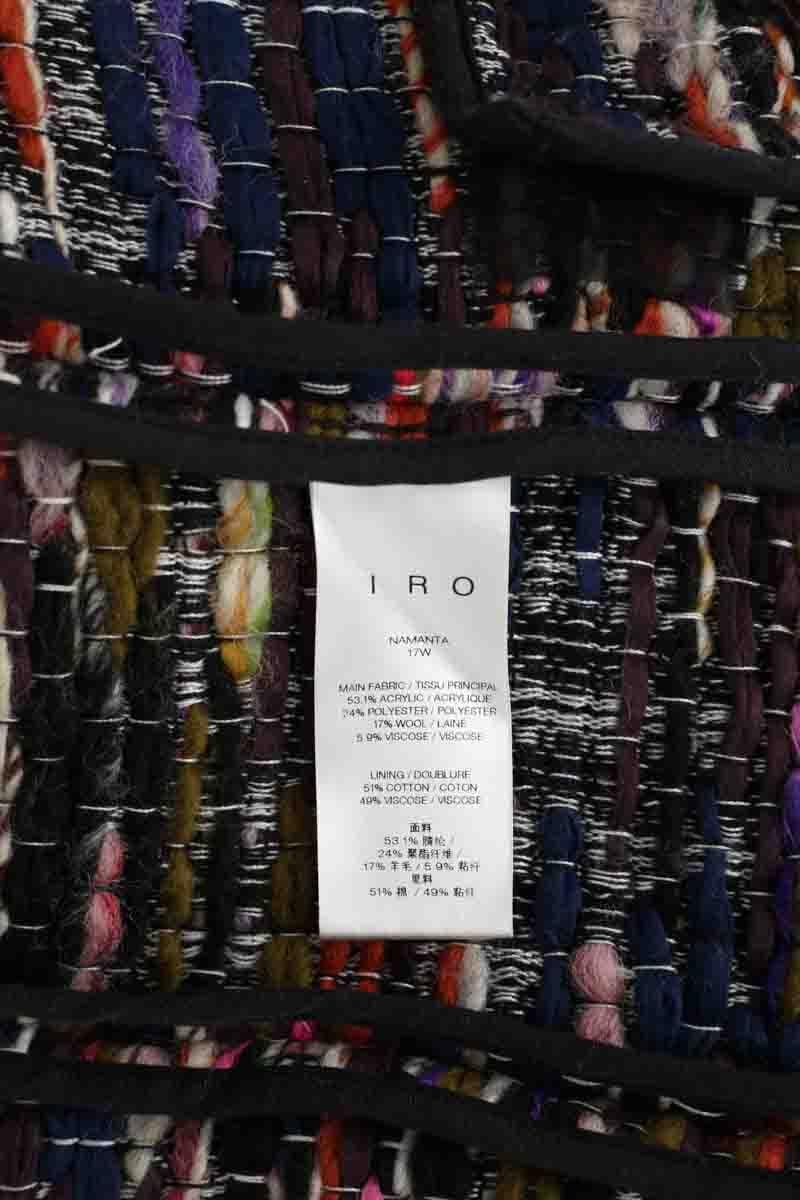 IRO
NAMANTA
17W
MAIN FABRIC / TISSU PRINCIPAL
53.1% ACRYLIC / ACRYLIQUE
24% POLYESTER / POLYESTER
17% WOOL / LAINE
5.9% VISCOSE / VISCOSE
LINING / DOUBLURE
51% COTTON / COTON
49% VISCOSE / VISCOSE
面料
53.1% 腈纶 /
24% 聚酯纤维 /
17% 羊毛 / 5.9% 黏纤
里料
51% 棉 / 49% 黏纤